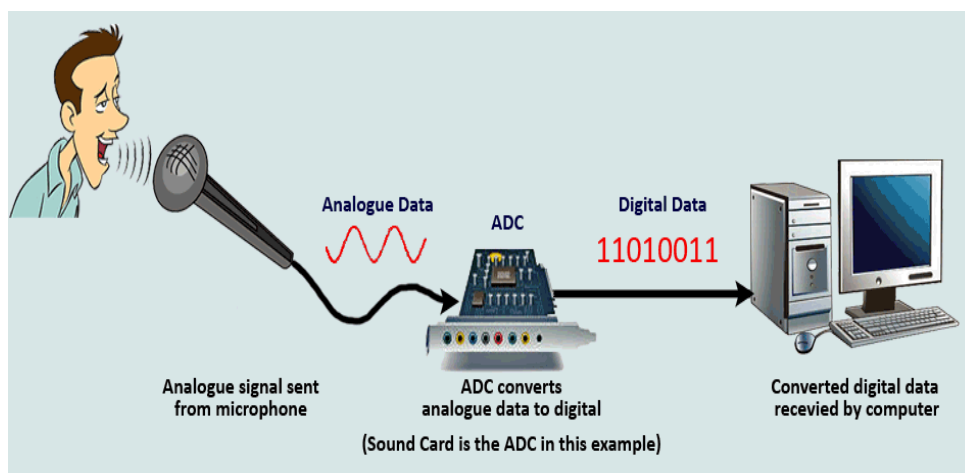 Analogue Data
ADC
Digital Data
11010011
Analogue signal sent
from microphone
ADC converts
analogue data to digital
(Sound Card is the ADC in this example)
Converted digital data
recevied by computer